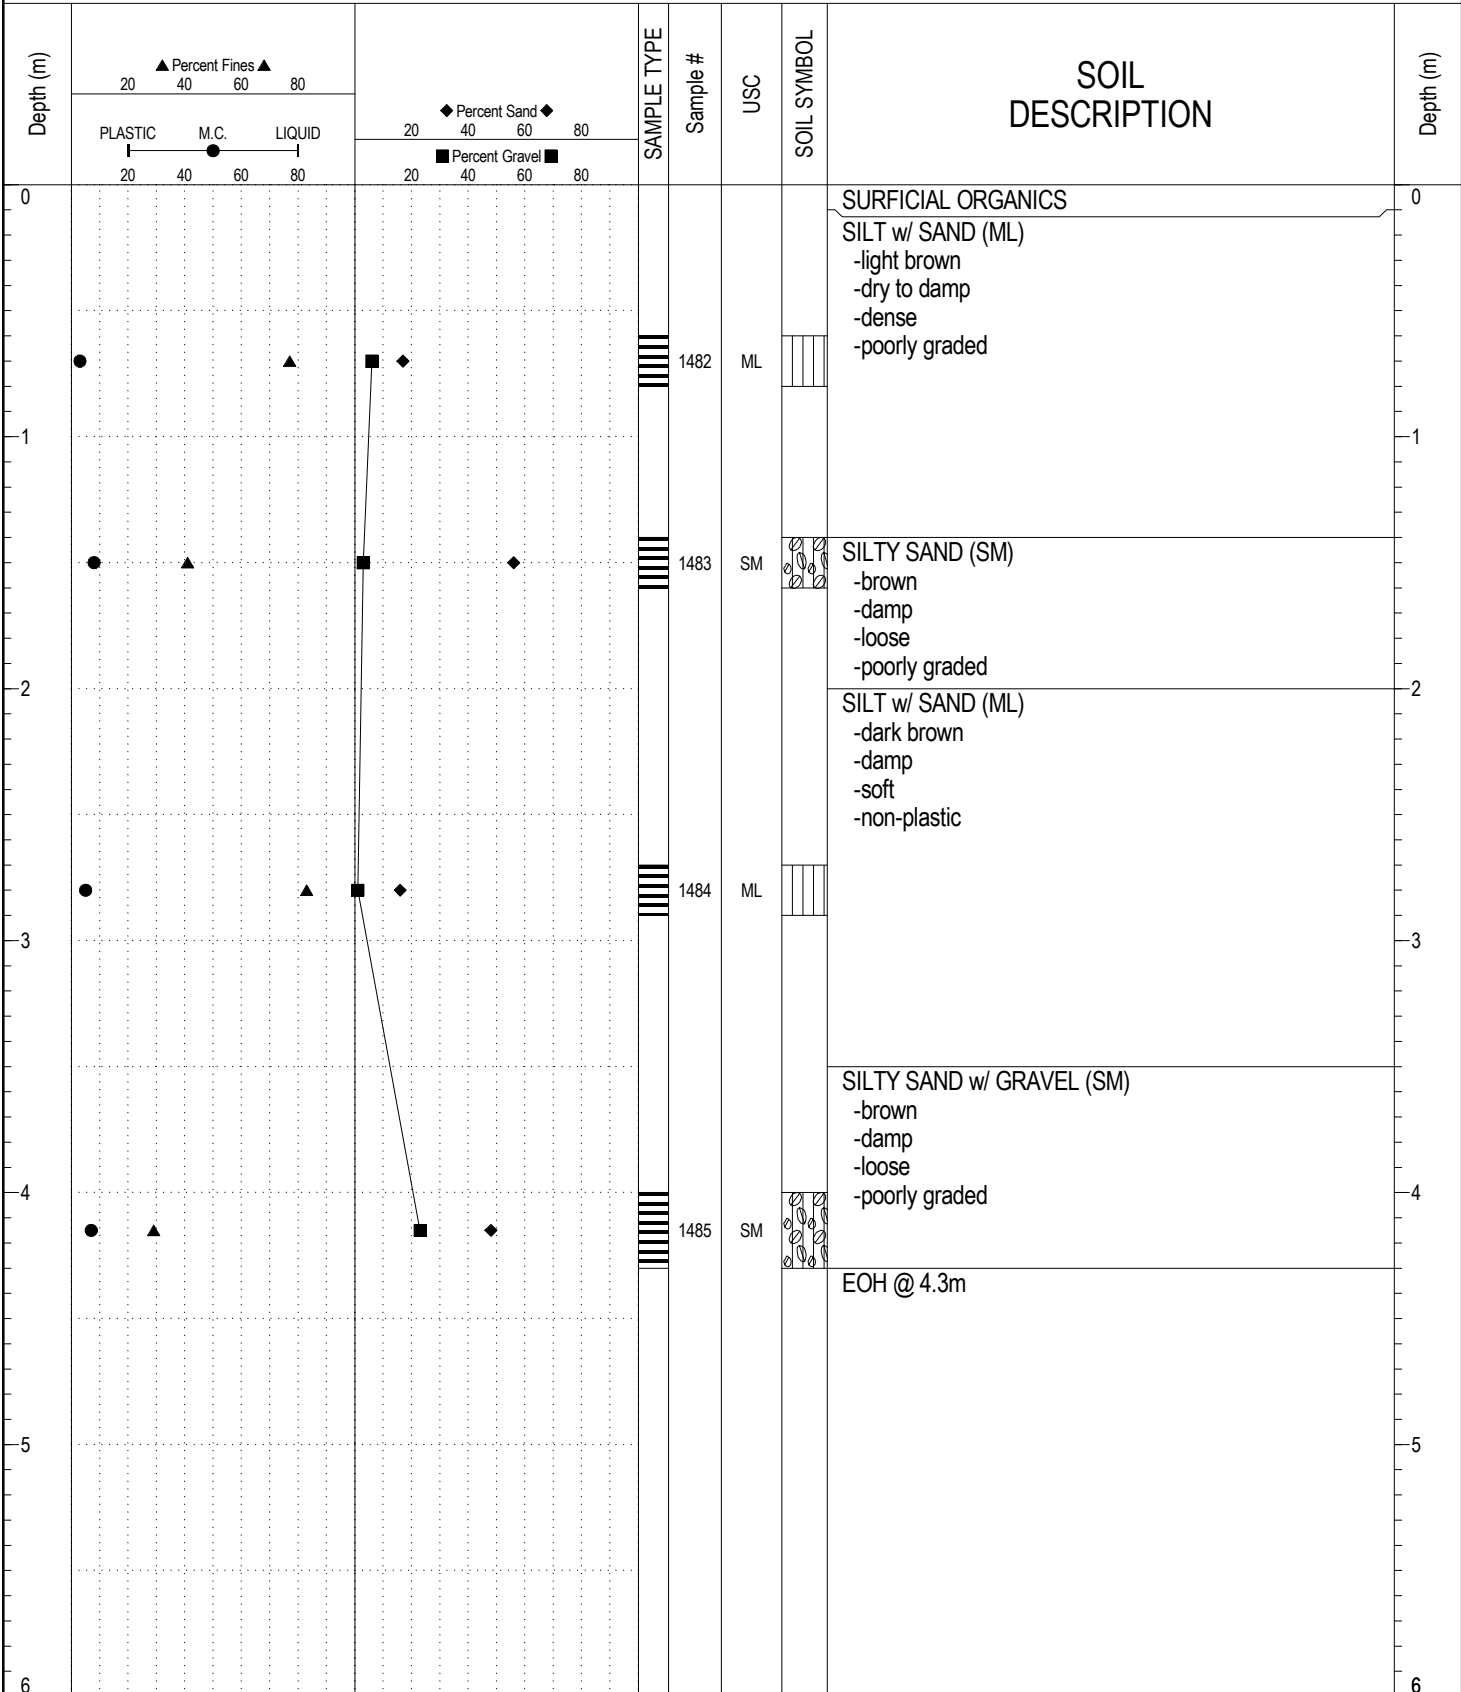 Depth (m)
▲ Percent Fines ▲
20 40 60 80
PLASTIC M.C. LIQUID
20 40 60 80
◆ Percent Sand ◆
20 40 60 80
■ Percent Gravel ■
20 40 60 80
SAMPLE TYPE
Sample #
USC
SOIL SYMBOL
SOIL
DESCRIPTION
Depth (m)
0 SURFICIAL ORGANICS 0
SILT w/ SAND (ML)
-light brown
-dry to damp
-dense
-poorly graded
1482 ML
1 1
SILTY SAND (SM)
1483 SM
-brown
-damp
-loose
-poorly graded
2 2
SILT w/ SAND (ML)
-dark brown
-damp
-soft
-non-plastic
1484 ML
3 3
SILTY SAND w/ GRAVEL (SM)
-brown
-damp
-loose
-poorly graded
4 4
1485 SM
EOH @ 4.3m
5 5
6 6